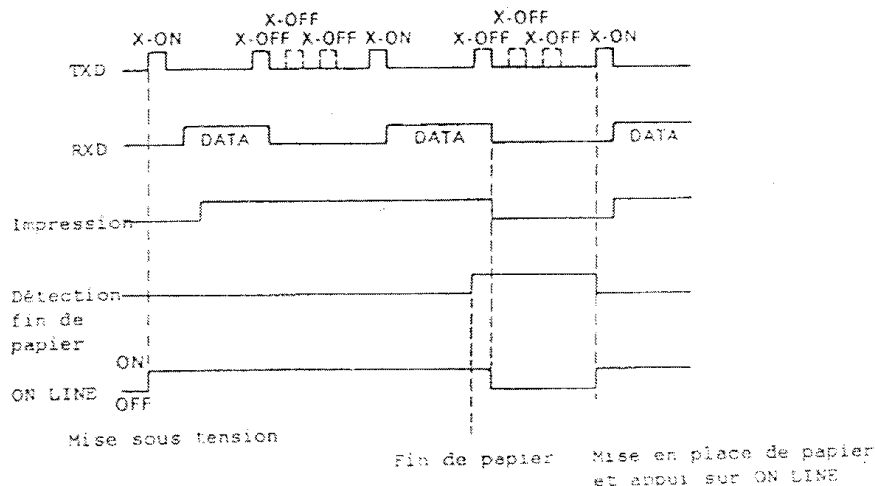 X-OFF X-OFF
X-ON X-OFF X-OFF X-ON X-OFF X-OFF X-ON
TXD
RXD DATA DATA DATA
Impression
Détection
fin de
papier
ON
ON LINE
OFF
Mise sous tension
Fin de papier
Mise en place de papier
et appui sur ON LINE